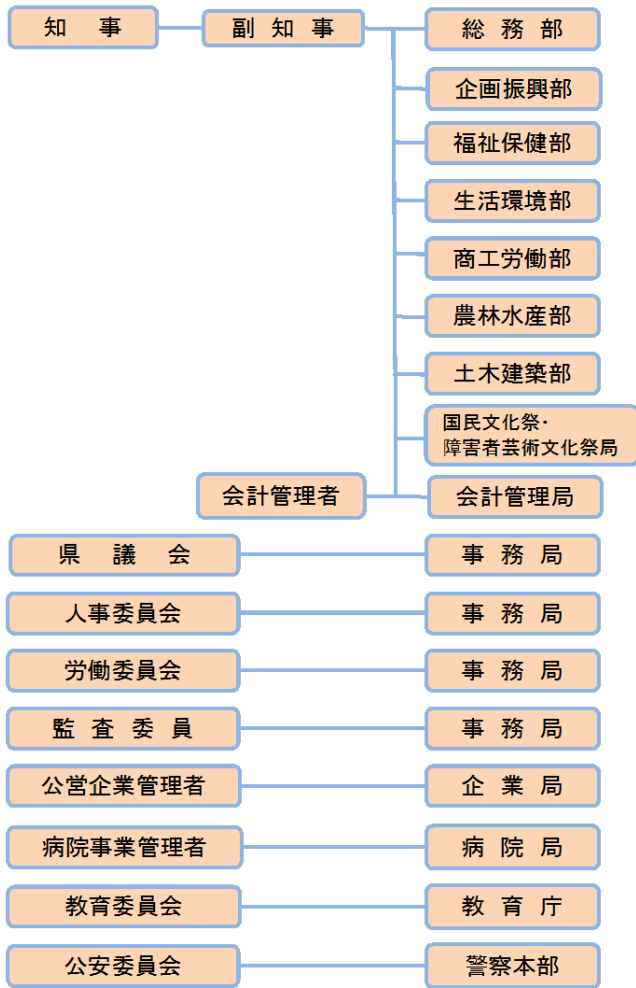 知　事
副　知　事
総　務　部
企画振興部
福祉保健部
生活環境部
商工労働部
農林水産部
土木建築部
国民文化祭・
障害者芸術文化祭局
会計管理者
会計管理局
県　議　会
事　務　局
人事委員会
事　務　局
労働委員会
事　務　局
監　査　委　員
事　務　局
公営企業管理者
企　業　局
病院事業管理者
病　院　局
教育委員会
教　育　庁
公安委員会
警察本部